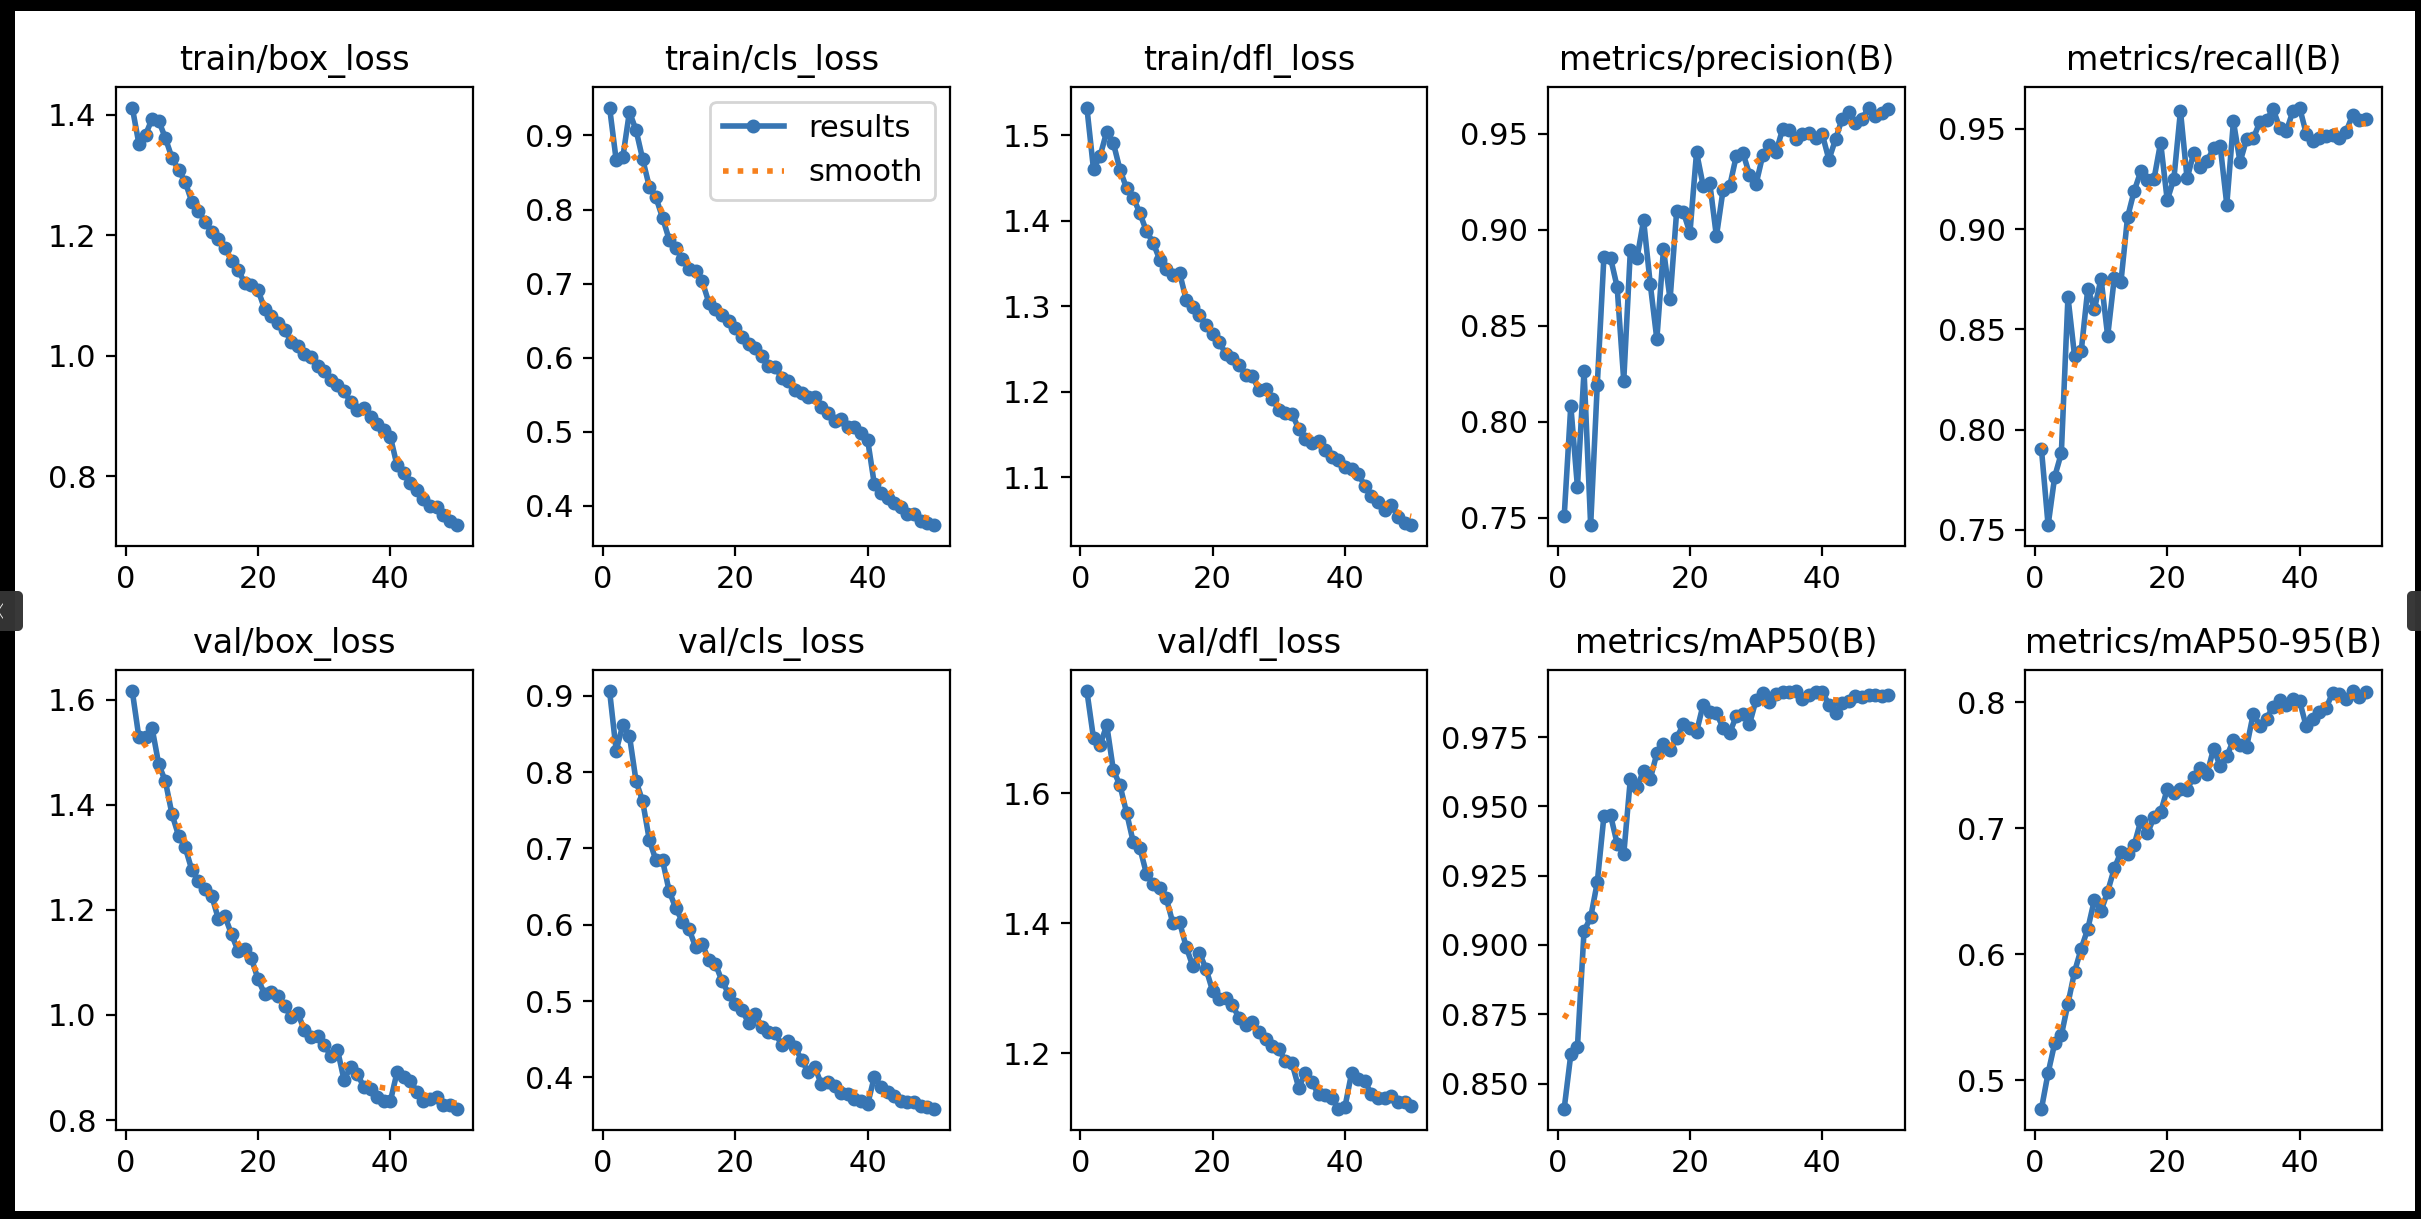 train/box_loss
1.4
1.2
1.0
0.8
0 20 40
train/cls_loss
results
smooth
0.9
0.8
0.7
0.6
0.5
0.4
0 20 40
train/dfl_loss
1.5
1.4
1.3
1.2
1.1
0 20 40
metrics/precision(B)
0.95
0.90
0.85
0.80
0.75
0 20 40
metrics/recall(B)
0.95
0.90
0.85
0.80
0.75
0 20 40
val/box_loss
1.6
1.4
1.2
1.0
0.8
0 20 40
val/cls_loss
0.9
0.8
0.7
0.6
0.5
0.4
0 20 40
val/dfl_loss
1.6
1.4
1.2
0 20 40
metrics/mAP50(B)
0.975
0.950
0.925
0.900
0.875
0.850
0 20 40
metrics/mAP50-95(B)
0.8
0.7
0.6
0.5
0 20 40